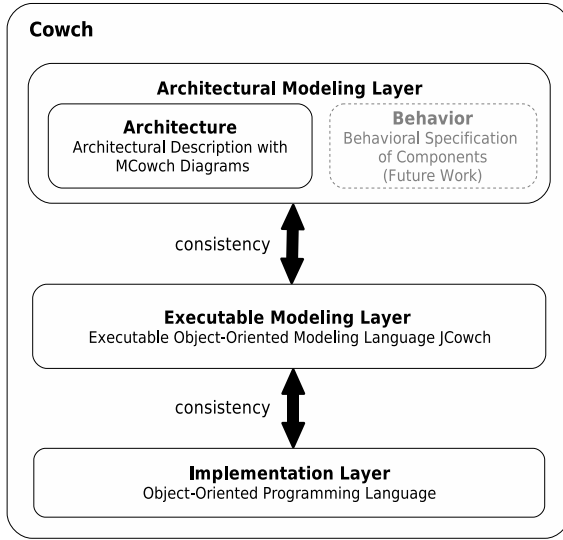 Cowch
Architectural Modeling Layer
Architecture
Architectural Description with
MCowch Diagrams
Behavior
Behavioral Specification
of Components
(Future Work)
consistency
Executable Modeling Layer
Executable Object-Oriented Modeling Language JCowch
consistency
Implementation Layer
Object-Oriented Programming Language